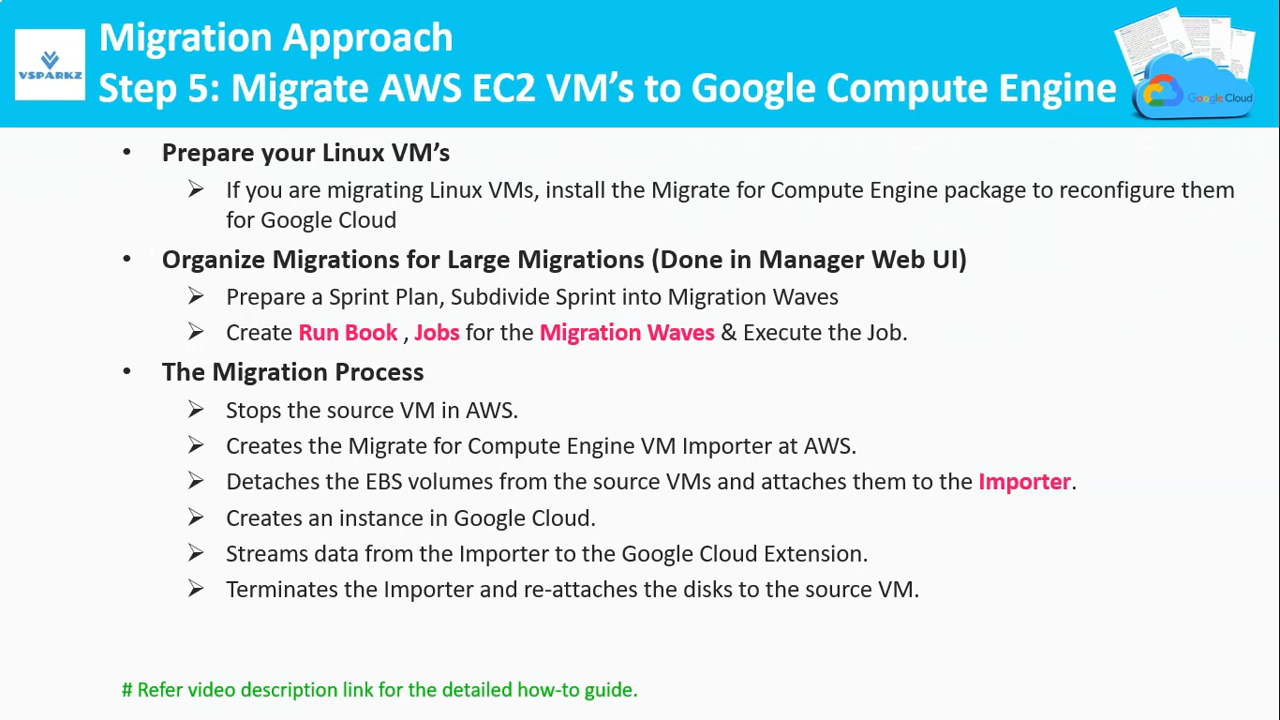 Migration Approach
Step 5: Migrate AWS EC2 VM's to Google Compute Engine
VSPARKZ
Google Cloud
• Prepare your Linux VM's
➢ If you are migrating Linux VMs, install the Migrate for Compute Engine package to reconfigure them
for Google Cloud
• Organize Migrations for Large Migrations (Done in Manager Web UI)
➢ Prepare a Sprint Plan, Subdivide Sprint into Migration Waves
➢ Create Run Book , Jobs for the Migration Waves & Execute the Job.
• The Migration Process
➢ Stops the source VM in AWS.
➢ Creates the Migrate for Compute Engine VM Importer at AWS.
➢ Detaches the EBS volumes from the source VMs and attaches them to the Importer.
➢ Creates an instance in Google Cloud.
➢ Streams data from the Importer to the Google Cloud Extension.
➢ Terminates the Importer and re-attaches the disks to the source VM.
# Refer video description link for the detailed how-to guide.